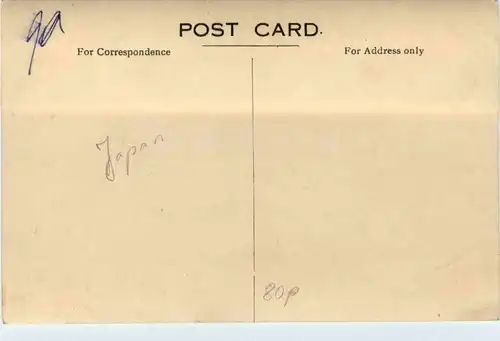 POST CARD.
For Correspondence
For Address only
Japan
80p